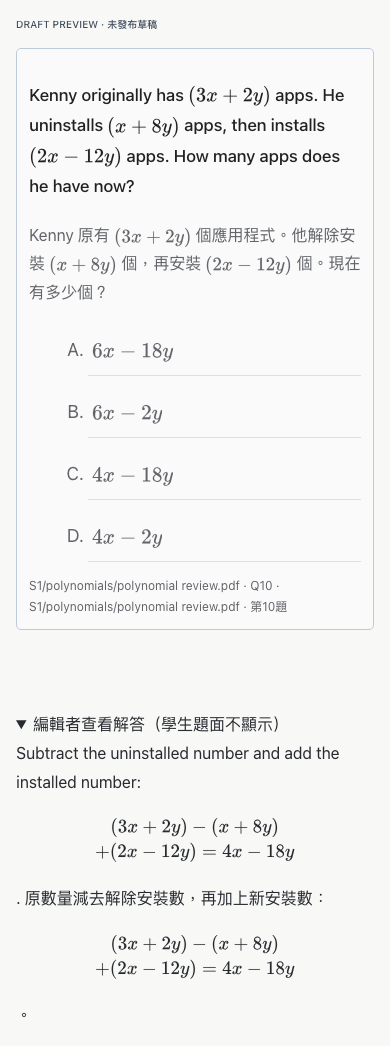 DRAFT PREVIEW · 未發布草稿
Kenny originally has (3x + 2y) apps. He
uninstalls (x + 8y) apps, then installs
(2x − 12y) apps. How many apps does
he have now?
Kenny 原有 (3x + 2y) 個應用程式。他解除安
裝 (x + 8y) 個，再安裝 (2x − 12y) 個。現在
有多少個？
A. 6x − 18y
B. 6x − 2y
C. 4x − 18y
D. 4x − 2y
S1/polynomials/polynomial review.pdf · Q10 ·
S1/polynomials/polynomial review.pdf · 第10題
▼ 編輯者查看解答（學生題面不顯示）
Subtract the uninstalled number and add the
installed number:
(3x + 2y) − (x + 8y)
+(2x − 12y) = 4x − 18y
. 原數量減去解除安裝數，再加上新安裝數：
(3x + 2y) − (x + 8y)
+(2x − 12y) = 4x − 18y
。